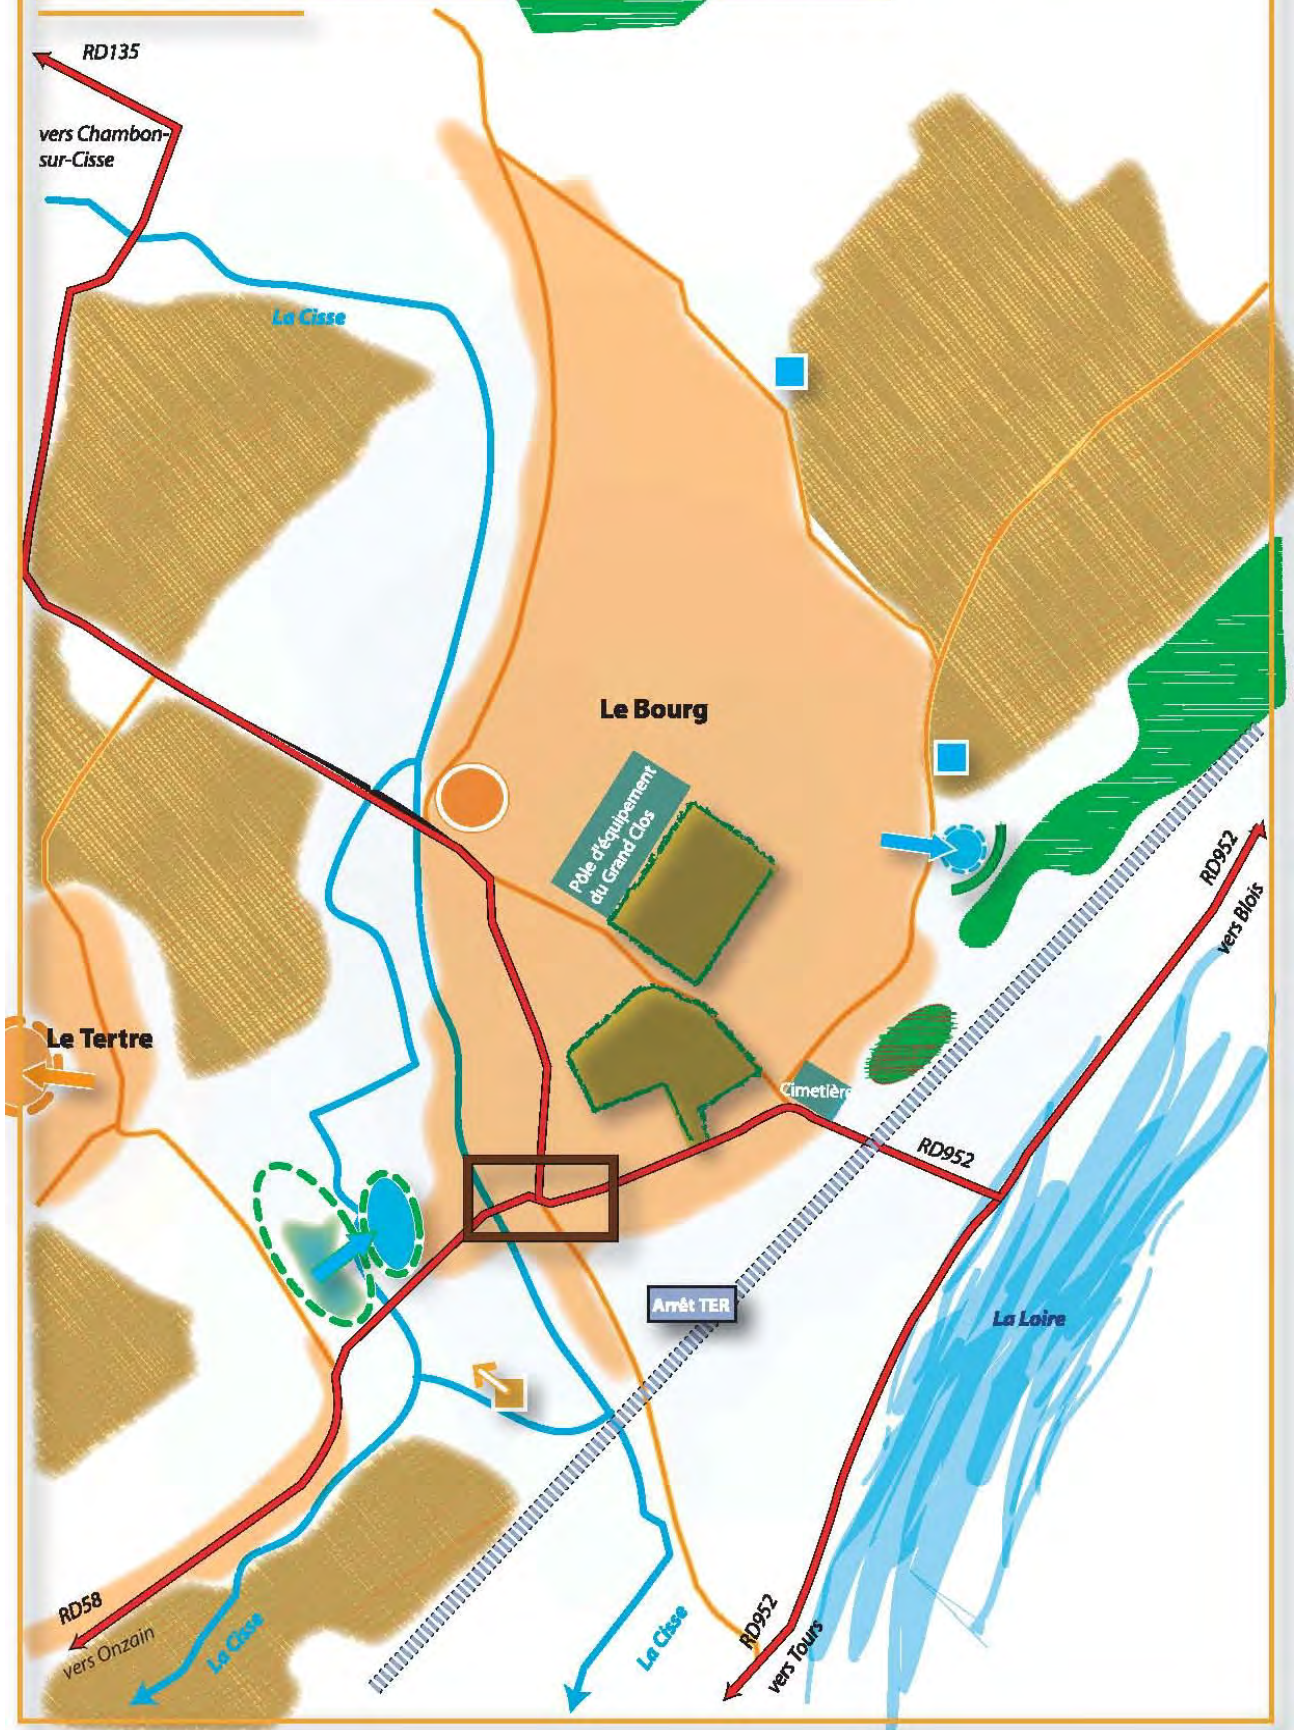 RD135
vers Chambon-
sur-Cisse
La Cisse
Le Bourg
Pôle d'équipement
du Grand Clos
RD952
vers Blois
Le Tertre
Cimetière
RD952
Arrêt TER
La Loire
RD58
vers Onzain
La Cisse
La Cisse
RD952
vers Tours